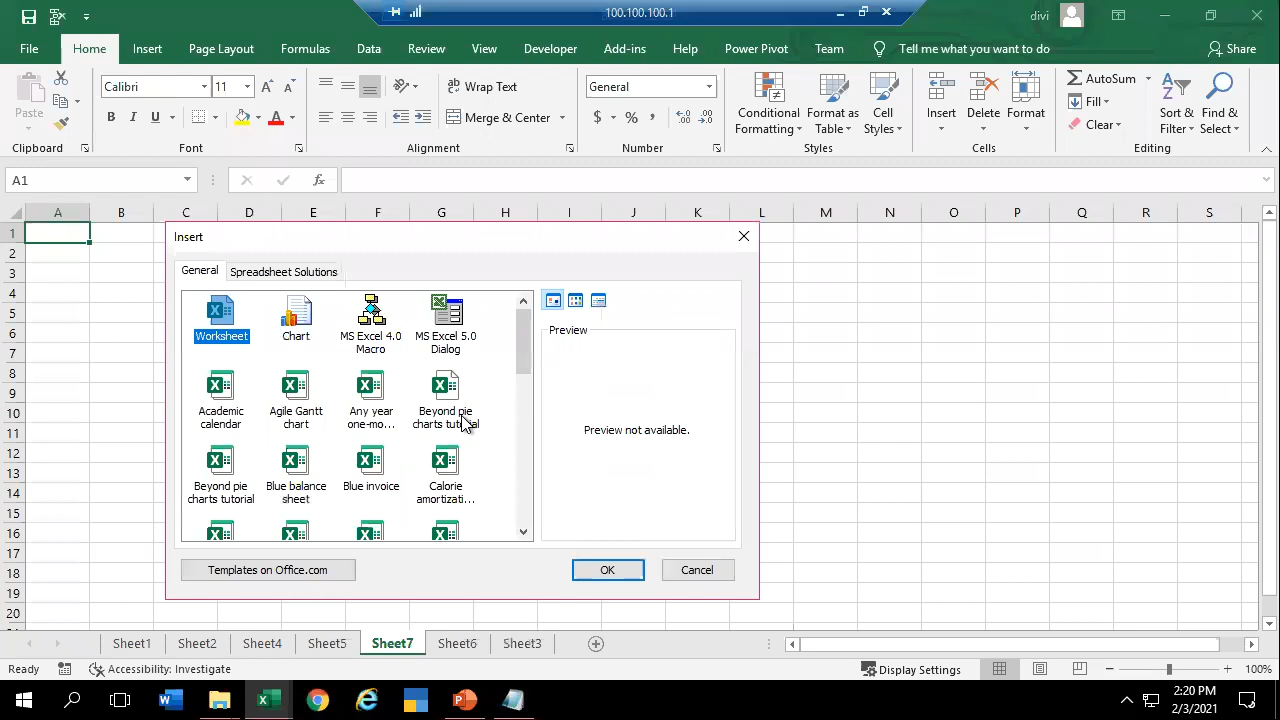 100.100.100.1
divi
File Home Insert Page Layout Formulas Data Review View Developer Add-ins Help Power Pivot Team Tell me what you want to do Share
Paste
Calibri 11
B I U
Wrap Text
Merge & Center
General
$ % ,
Conditional Formatting
Format as Table
Cell Styles
Insert
Delete
Format
AutoSum
Fill
Clear
Sort & Filter
Find & Select
Clipboard Font Alignment Number Styles Cells Editing
A1 fx
A B C D E F G H I J K L M N O P Q R S
1
2
3
4
5
6
7
8
9
10
11
12
13
14
15
16
17
18
19
20
Insert
General Spreadsheet Solutions
Worksheet Chart MS Excel 4.0 Macro MS Excel 5.0 Dialog
Academic calendar Agile Gantt chart Any year one-mo... Beyond pie charts tutorial
Beyond pie charts tutorial Blue balance sheet Blue invoice Calorie amortizati...
Preview
Preview not available.
Templates on Office.com OK Cancel
Sheet1 Sheet2 Sheet4 Sheet5 Sheet7 Sheet6 Sheet3
Ready Accessibility: Investigate Display Settings 100%
2:20 PM
2/3/2021